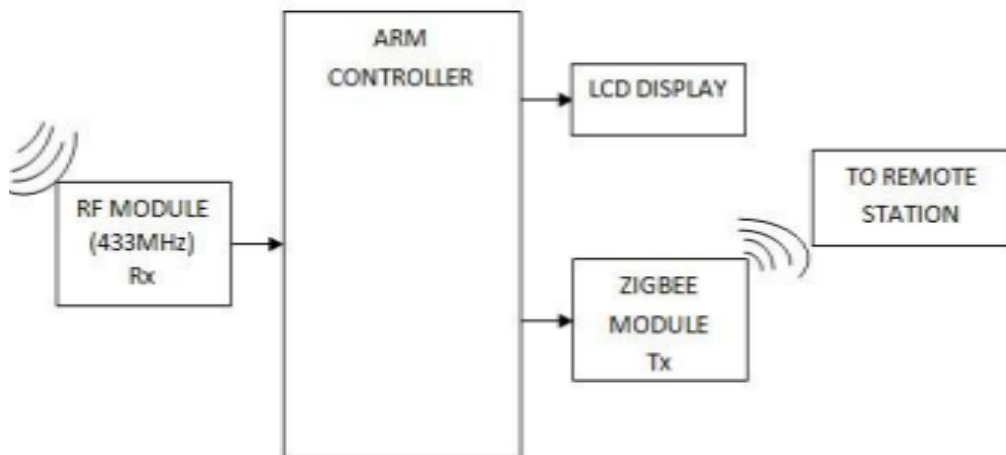 ARM
CONTROLLER
LCD DISPLAY
TO REMOTE
STATION
RF MODULE
(433MHz)
Rx
ZIGBEE
MODULE
Tx